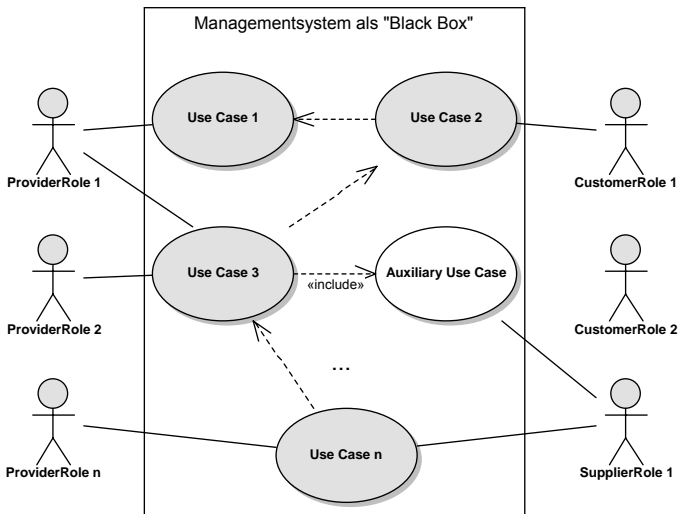 Managementsystem als "Black Box"
Use Case 1
Use Case 2
ProviderRole 1
CustomerRole 1
Use Case 3
«include»
Auxiliary Use Case
ProviderRole 2
CustomerRole 2
...
Use Case n
ProviderRole n
SupplierRole 1